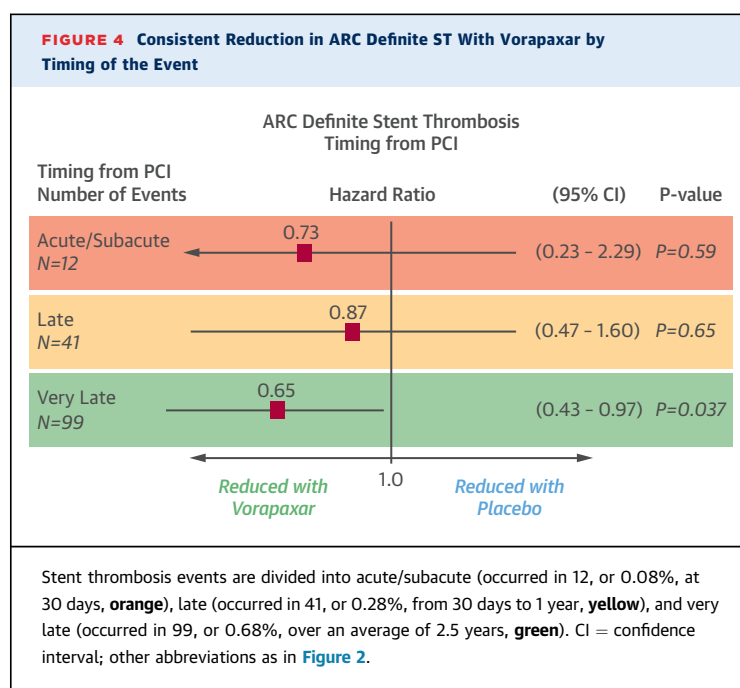 FIGURE 4 Consistent Reduction in ARC Definite ST With Vorapaxar by
Timing of the Event
ARC Definite Stent Thrombosis
Timing from PCI
Timing from PCI
Number of Events Hazard Ratio (95% CI) P-value
Acute/Subacute
N=12
0.73
(0.23 - 2.29) P=0.59
Late
N=41
0.87
(0.47 - 1.60) P=0.65
Very Late
N=99
0.65
(0.43 - 0.97) P=0.037
1.0
Reduced with
Vorapaxar
Reduced with
Placebo
Stent thrombosis events are divided into acute/subacute (occurred in 12, or 0.08%, at
30 days, orange), late (occurred in 41, or 0.28%, from 30 days to 1 year, yellow), and very
late (occurred in 99, or 0.68%, over an average of 2.5 years, green). CI = confidence
interval; other abbreviations as in Figure 2.